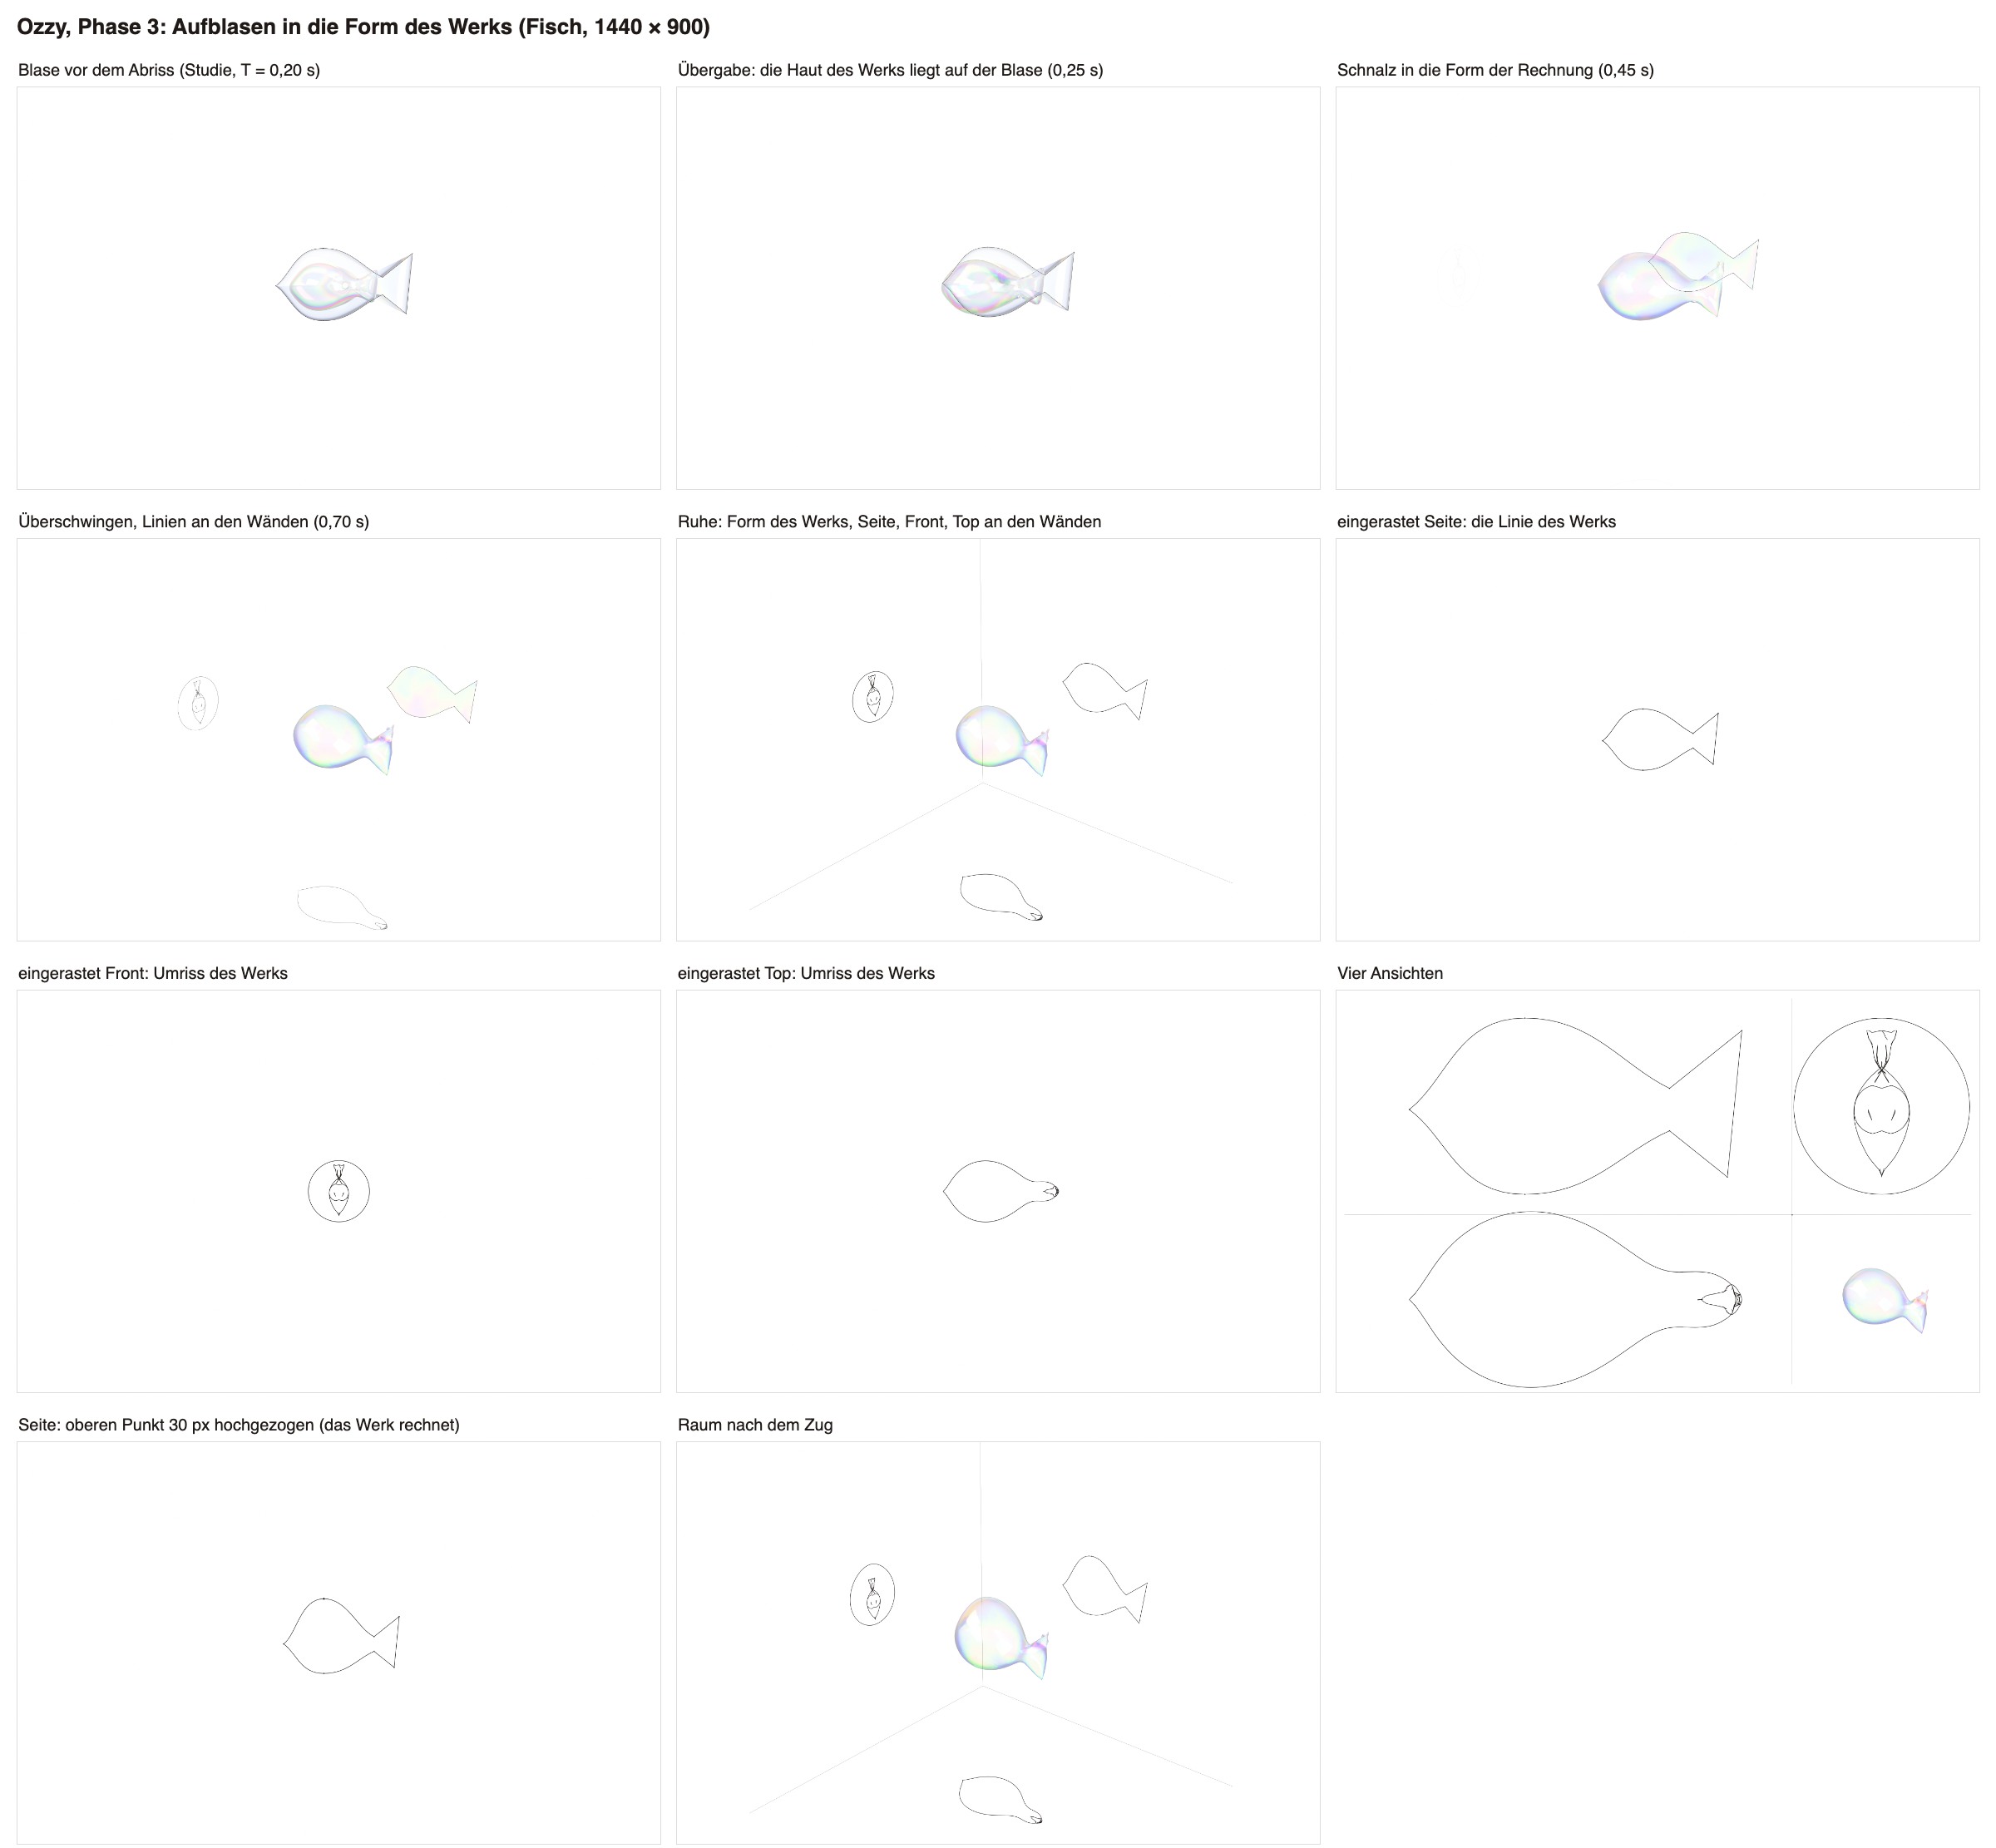 Ozzy, Phase 3: Aufblasen in die Form des Werks (Fisch, 1440 × 900)
Blase vor dem Abriss (Studie, T = 0,20 s)
Übergabe: die Haut des Werks liegt auf der Blase (0,25 s)
Schnalz in die Form der Rechnung (0,45 s)
Überschwingen, Linien an den Wänden (0,70 s)
Ruhe: Form des Werks, Seite, Front, Top an den Wänden
eingerastet Seite: die Linie des Werks
eingerastet Front: Umriss des Werks
eingerastet Top: Umriss des Werks
Vier Ansichten
Seite: oberen Punkt 30 px hochgezogen (das Werk rechnet)
Raum nach dem Zug